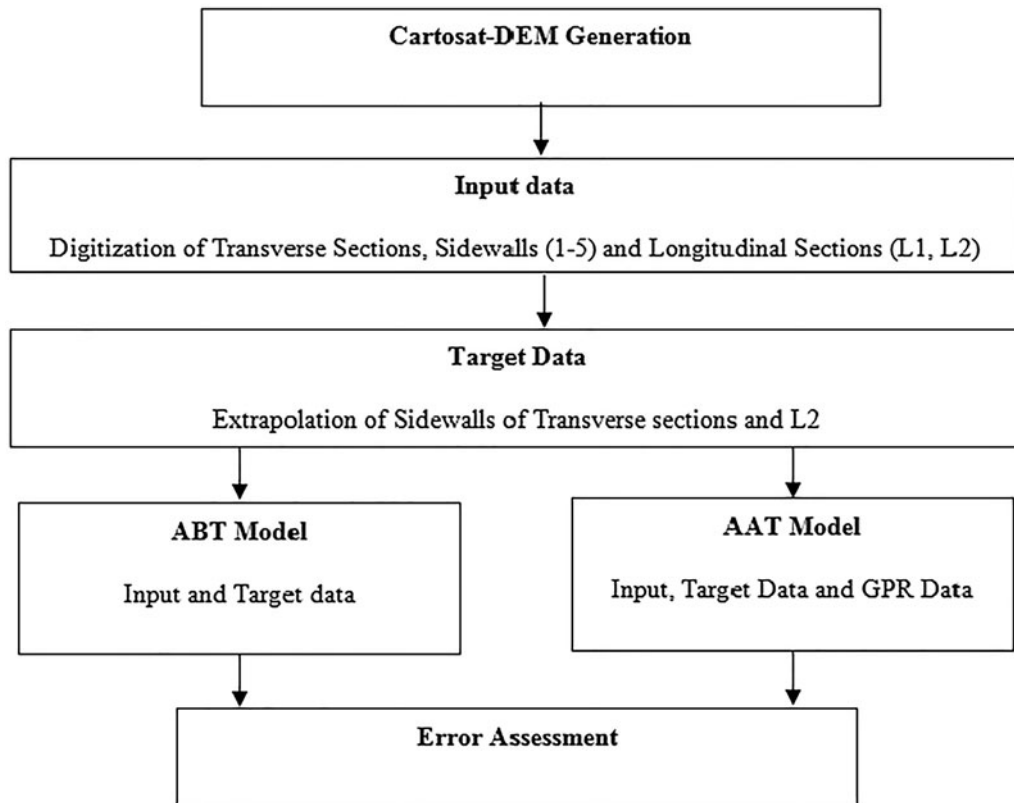 Cartosat-DEM Generation
Input data
Digitization of Transverse Sections, Sidewalls (1-5) and Longitudinal Sections (L1, L2)
Target Data
Extrapolation of Sidewalls of Transverse sections and L2
ABT Model
Input and Target data
AAT Model
Input, Target Data and GPR Data
Error Assessment